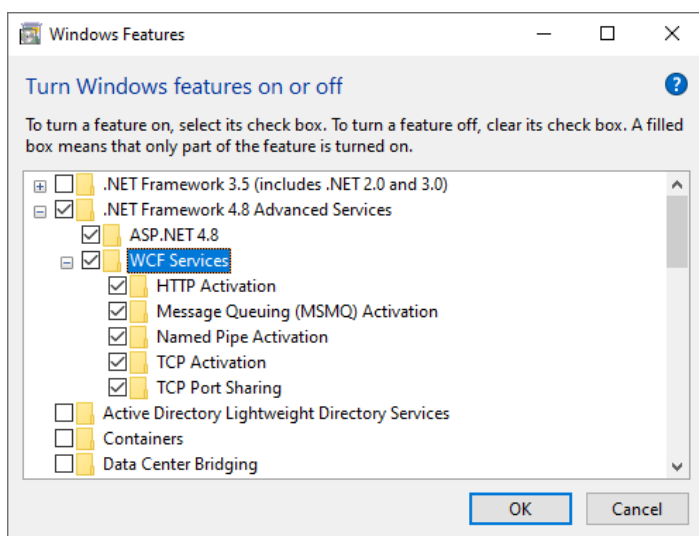 Windows Features
Turn Windows features on or off
To turn a feature on, select its check box. To turn a feature off, clear its check box. A filled
box means that only part of the feature is turned on.
.NET Framework 3.5 (includes .NET 2.0 and 3.0)
.NET Framework 4.8 Advanced Services
ASP.NET 4.8
WCF Services
HTTP Activation
Message Queuing (MSMQ) Activation
Named Pipe Activation
TCP Activation
TCP Port Sharing
Active Directory Lightweight Directory Services
Containers
Data Center Bridging
OK Cancel